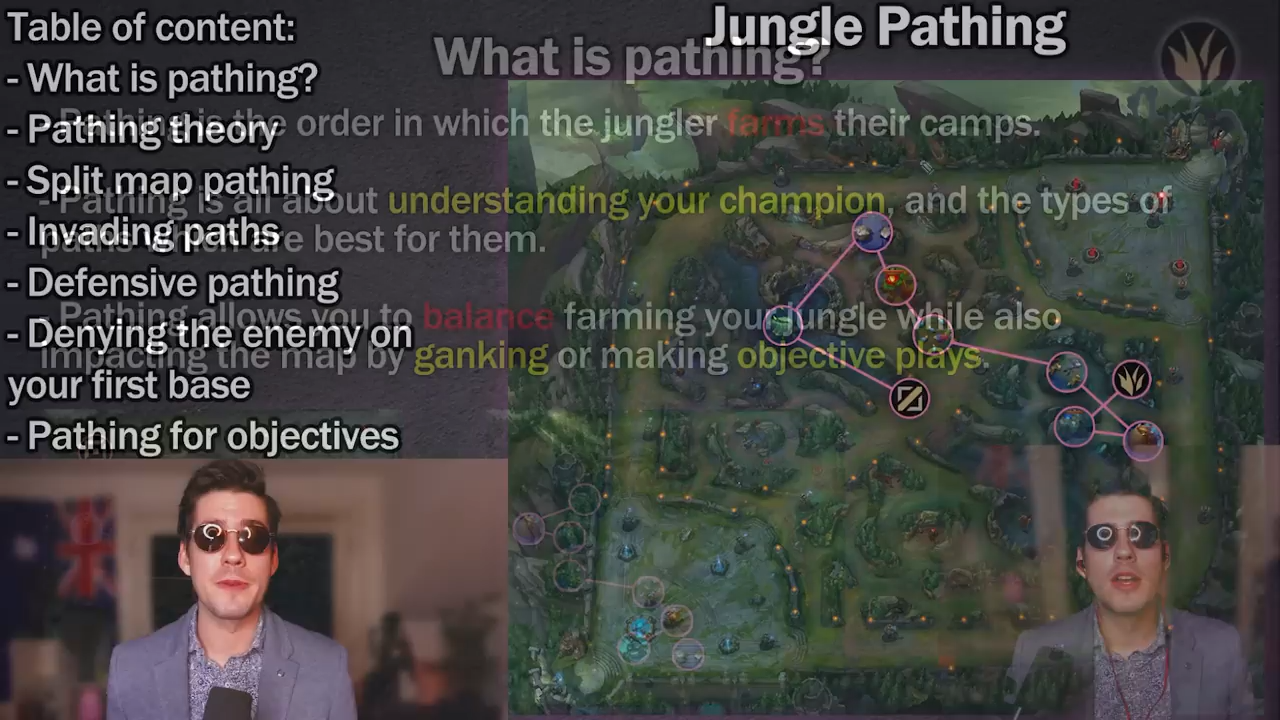 Table of content:
- What is pathing?
- Pathing theory
- Split map pathing
- Invading paths
- Defensive pathing
- Denying the enemy on
your first base
- Pathing for objectives
Jungle Pathing
What is pathing?
- Pathing is the order in which the jungler farms their camps.
- Pathing is all about understanding your champion, and the types of
paths which are best for them.
- Pathing allows you to balance farming your jungle while also
impacting the map by ganking or making objective plays.